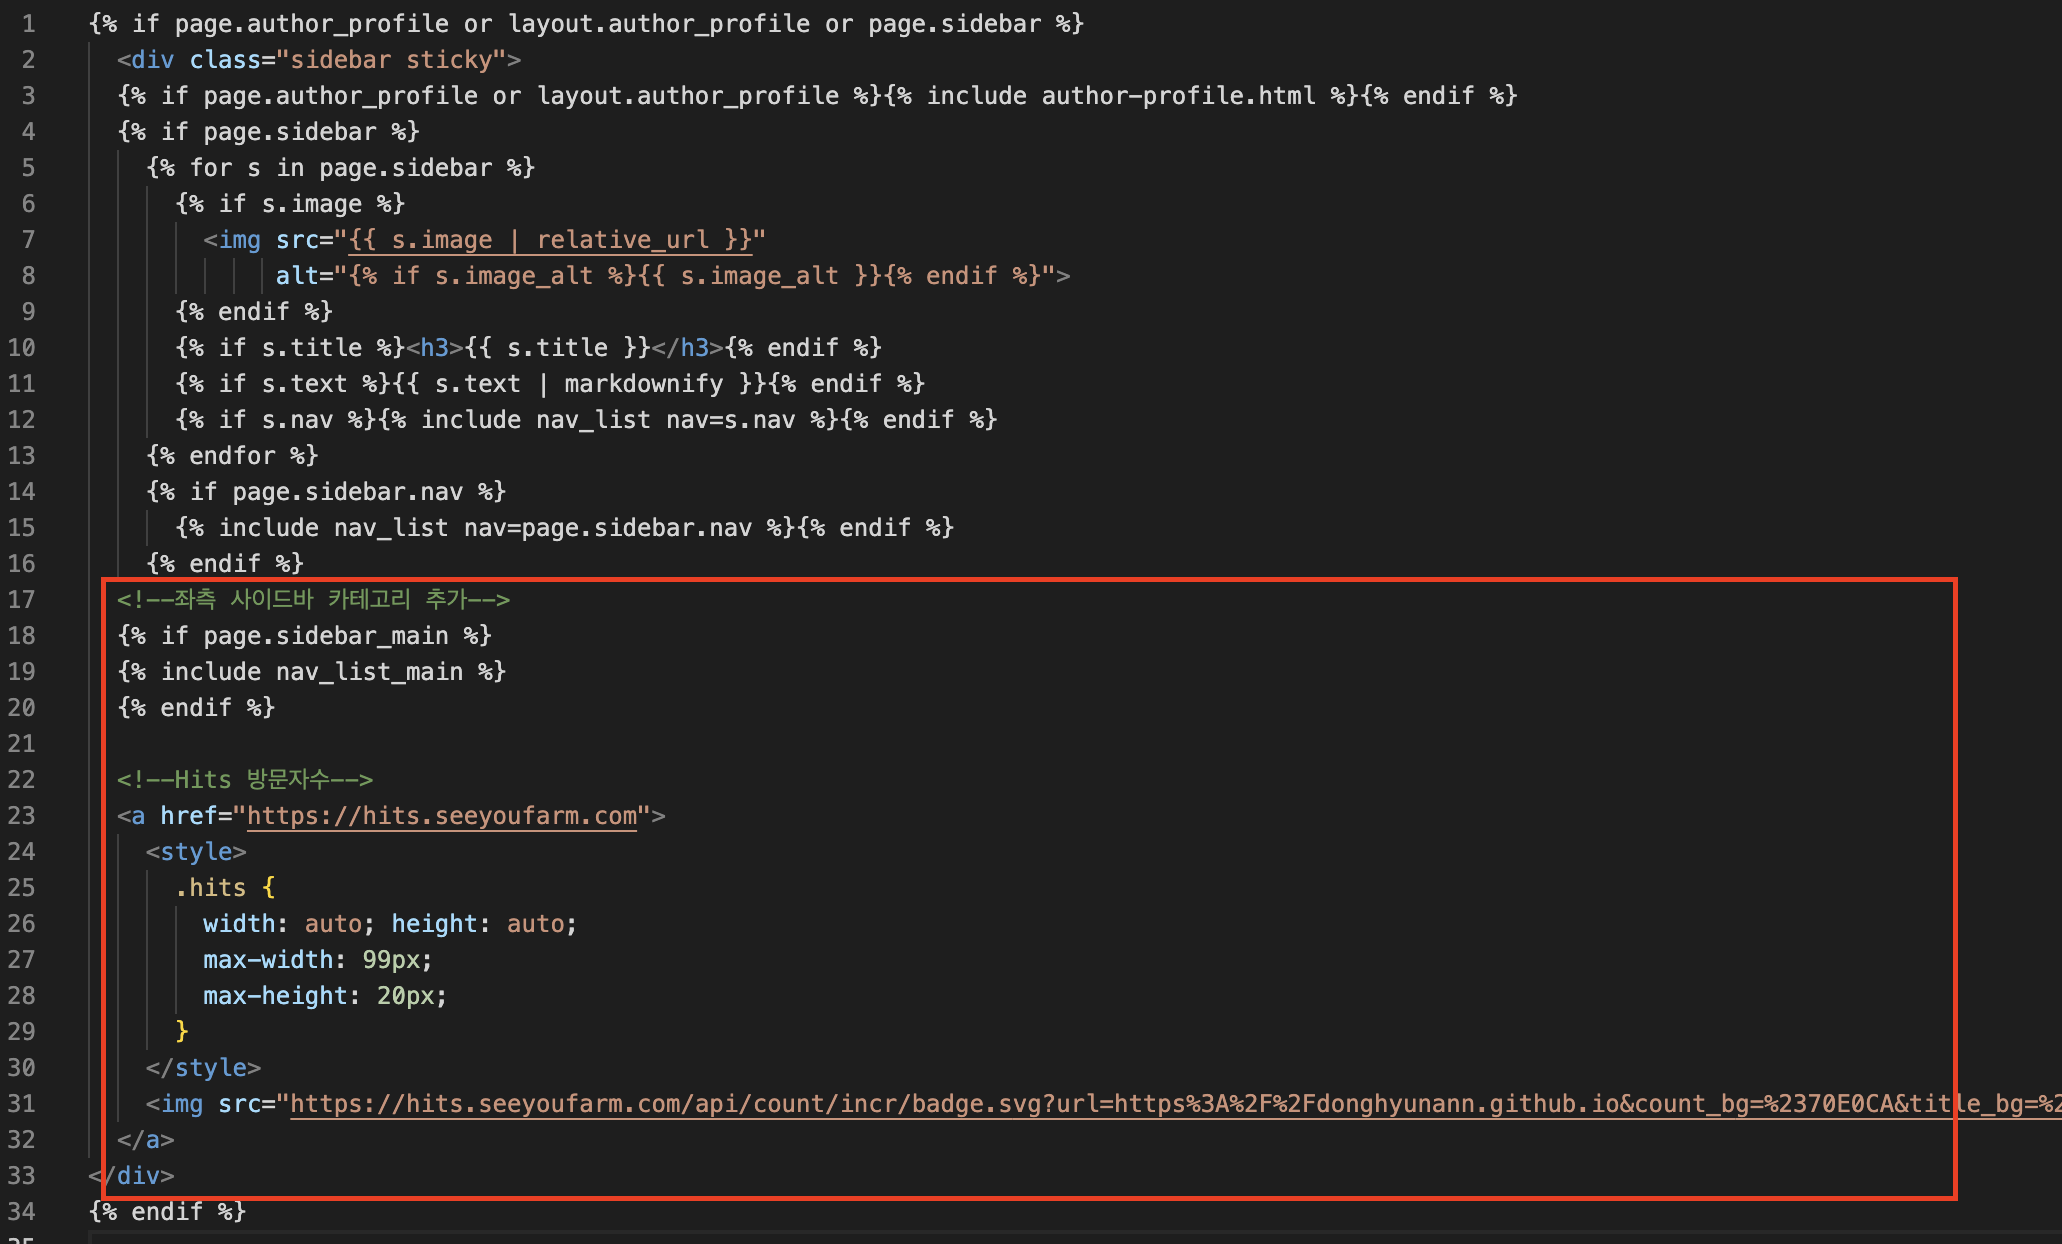 1 {% if page.author_profile or layout.author_profile or page.sidebar %}
2 <div class="sidebar sticky">
3 {% if page.author_profile or layout.author_profile %}{% include author-profile.html %}{% endif %}
4 {% if page.sidebar %}
5 {% for s in page.sidebar %}
6 {% if s.image %}
7 <img src="{{ s.image | relative_url }}"
8 alt="{% if s.image_alt %}{{ s.image_alt }}{% endif %}">
9 {% endif %}
10 {% if s.title %}<h3>{{ s.title }}</h3>{% endif %}
11 {% if s.text %}{{ s.text | markdownify }}{% endif %}
12 {% if s.nav %}{% include nav_list nav=s.nav %}{% endif %}
13 {% endfor %}
14 {% if page.sidebar.nav %}
15 {% include nav_list nav=page.sidebar.nav %}{% endif %}
16 {% endif %}
17 <!--좌측 사이드바 카테고리 추가-->
18 {% if page.sidebar_main %}
19 {% include nav_list_main %}
20 {% endif %}
21
22 <!--Hits 방문자수-->
23 <a href="https://hits.seeyoufarm.com">
24 <style>
25 .hits {
26 width: auto; height: auto;
27 max-width: 99px;
28 max-height: 20px;
29 }
30 </style>
31 <img src="https://hits.seeyoufarm.com/api/count/incr/badge.svg?url=https%3A%2F%2Fdonghyunann.github.io&count_bg=%2370E0CA&title_bg=%2
32 </a>
33 </div>
34 {% endif %}
35